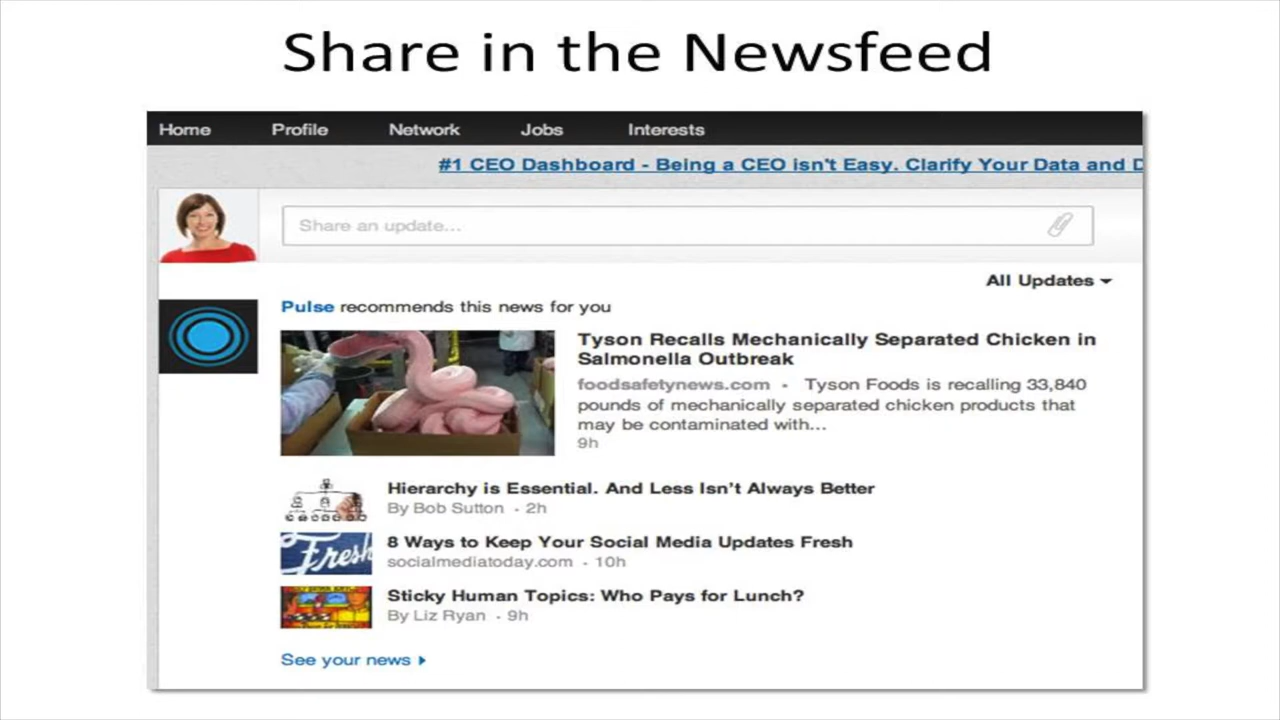 Share in the Newsfeed
Home Profile Network Jobs Interests
#1 CEO Dashboard - Being a CEO isn't Easy. Clarify Your Data and
Share an update...
All Updates
Pulse recommends this news for you
Tyson Recalls Mechanically Separated Chicken in
Salmonella Outbreak
foodsafetynews.com · Tyson Foods is recalling 33,840
pounds of mechanically separated chicken products that
may be contaminated with...
9h
Hierarchy is Essential. And Less Isn't Always Better
By Bob Sutton · 2h
Fresh
8 Ways to Keep Your Social Media Updates Fresh
socialmediatoday.com · 10h
Sticky Human Topics: Who Pays for Lunch?
By Liz Ryan · 9h
See your news